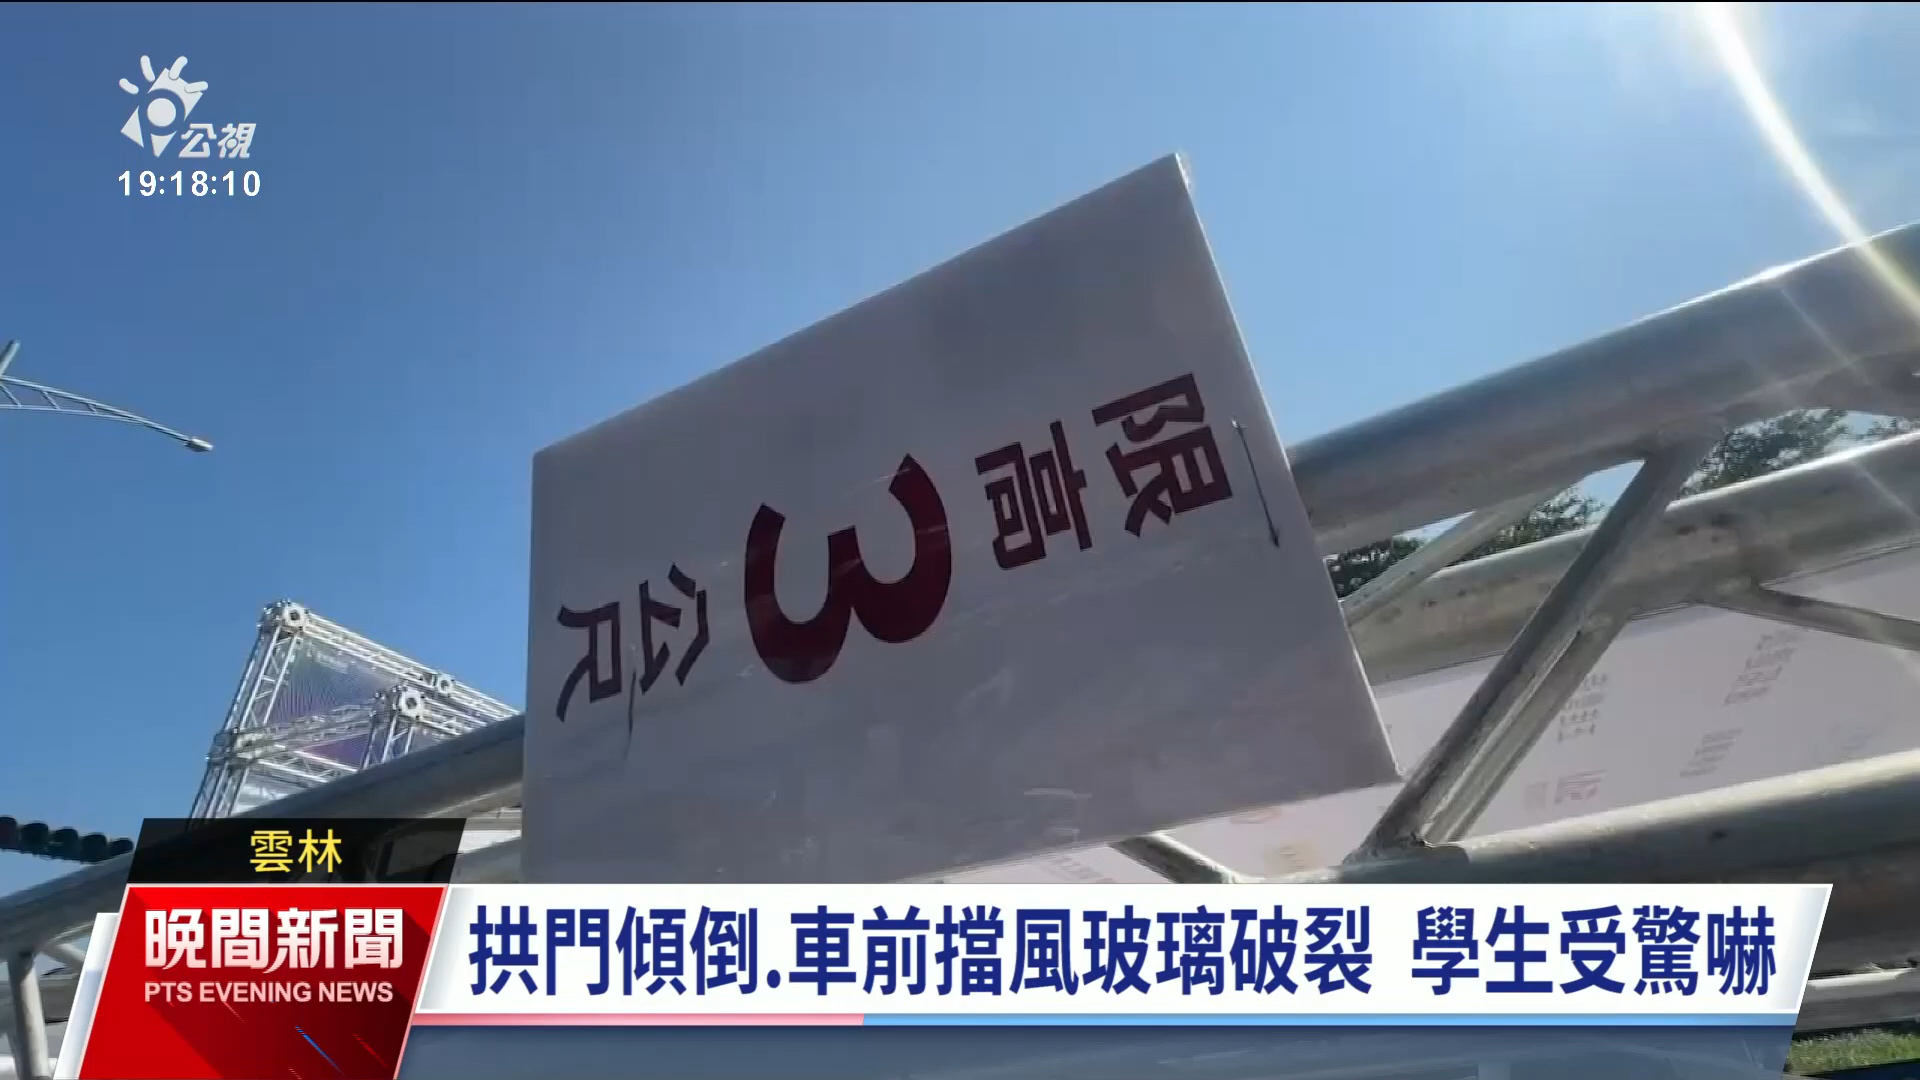 公視
19:18:10
限高
3
公尺
雲林
晚間新聞
PTS EVENING NEWS
拱門傾倒.車前擋風玻璃破裂 學生受驚嚇